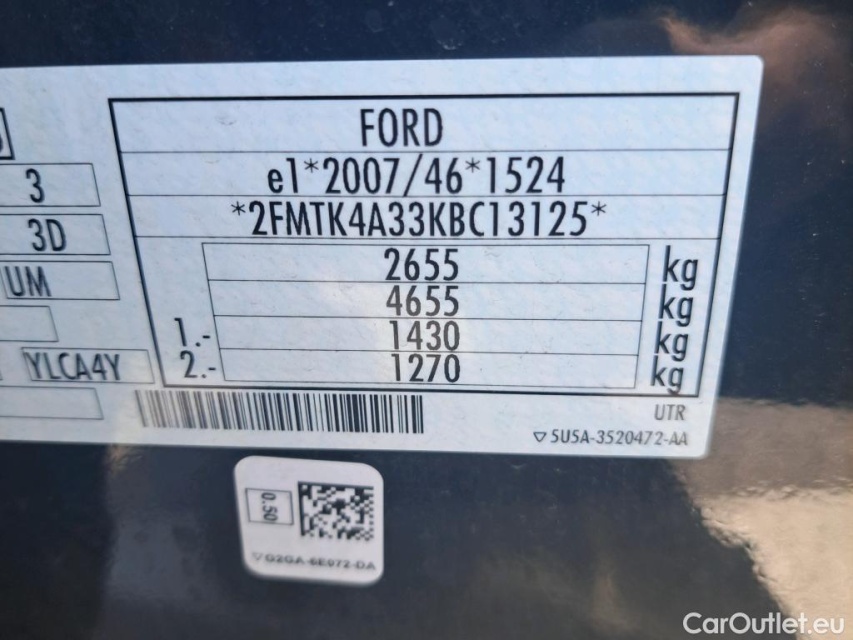 FORD
e1*2007/46*1524
*2FMTK4A33KBC13125*
3
3D
UM
YLCA4Y
2655 kg
4655 kg
1.- 1430 kg
2.- 1270 kg
UTR
5U5A-3520472-AA
0.50
G2GA-6E072-DA
CarOutlet.eu